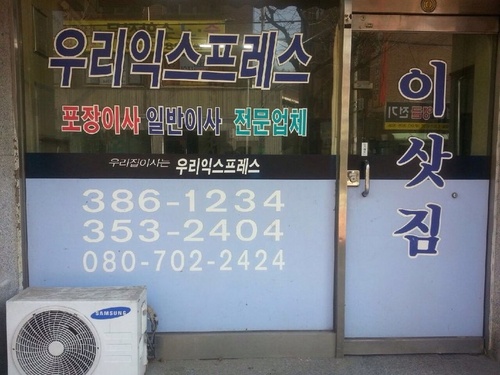 우리익스프레스
포장이사 일반이사 전문업체
우리집이사는 우리익스프레스
386-1234
353-2404
080-702-2424
이삿짐
SAMSUNG